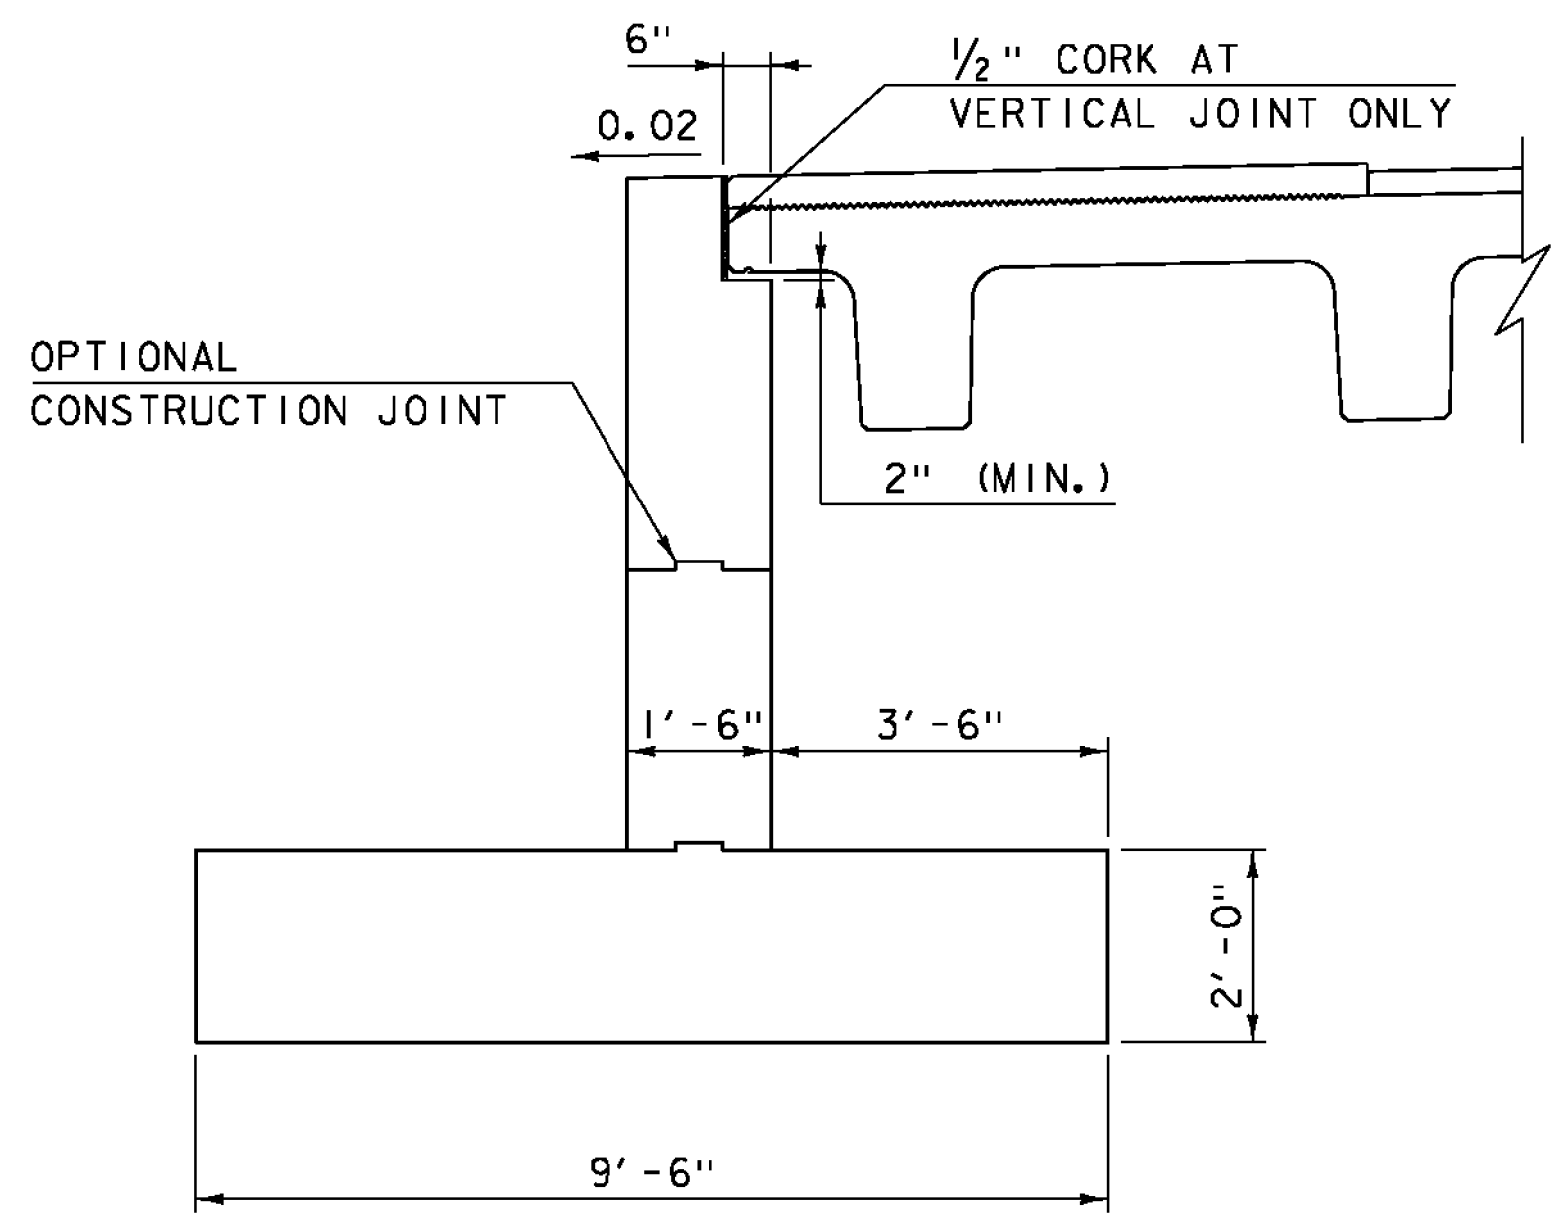 6"
1/2" CORK AT
VERTICAL JOINT ONLY
0.02
OPTIONAL
CONSTRUCTION JOINT
2" (MIN.)
1'-6"
3'-6"
2'-0"
9'-6"